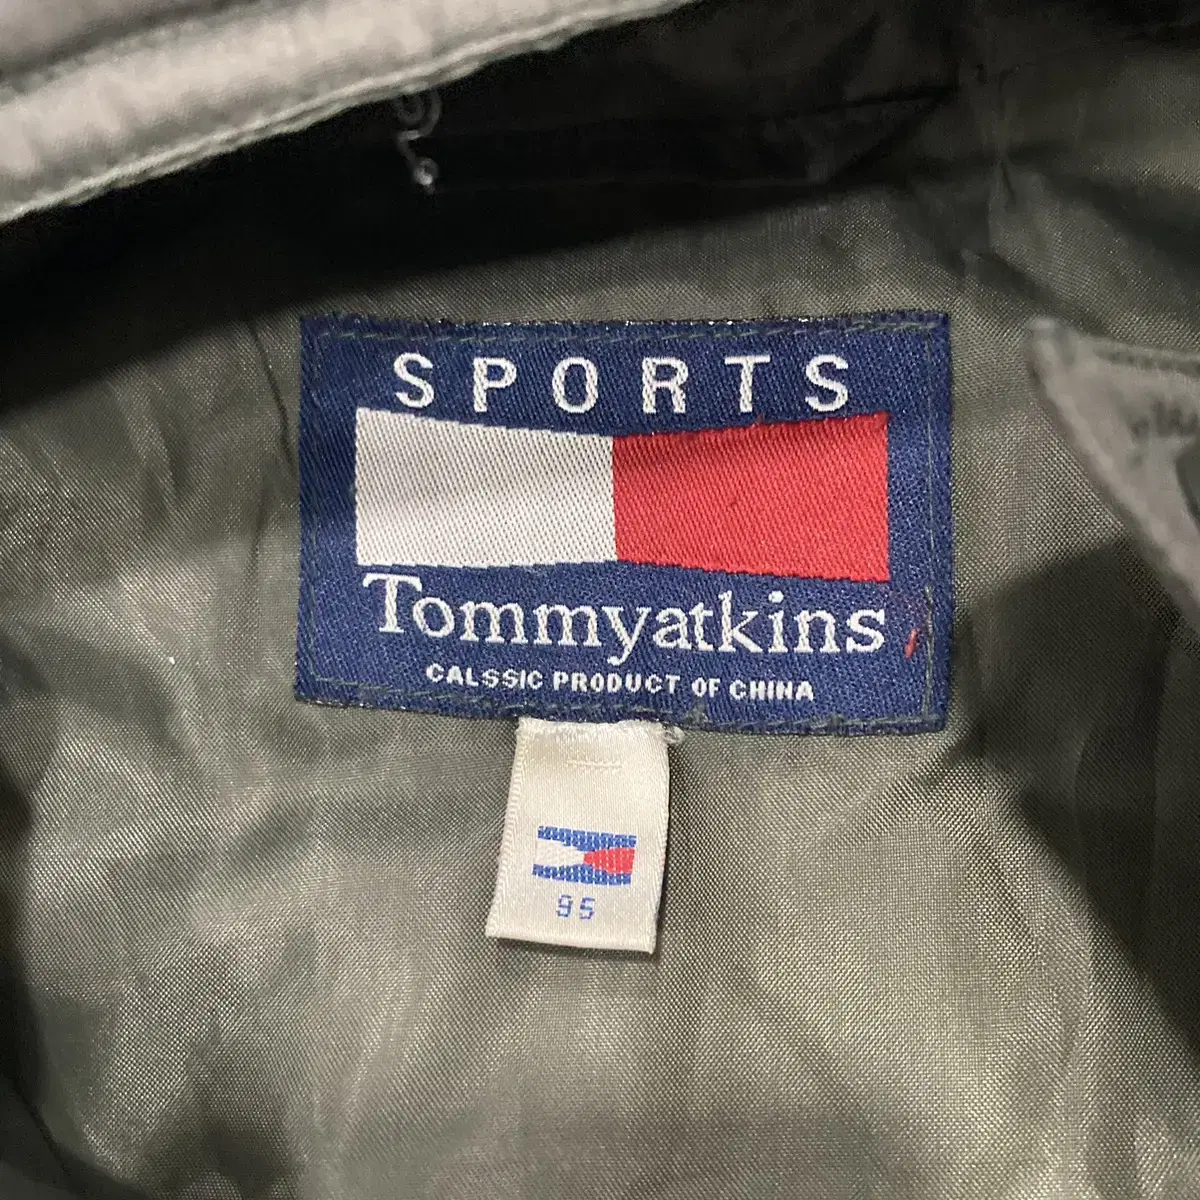 SPORTS
Tommyatkins
CALSSIC PRODUCT OF CHINA
95